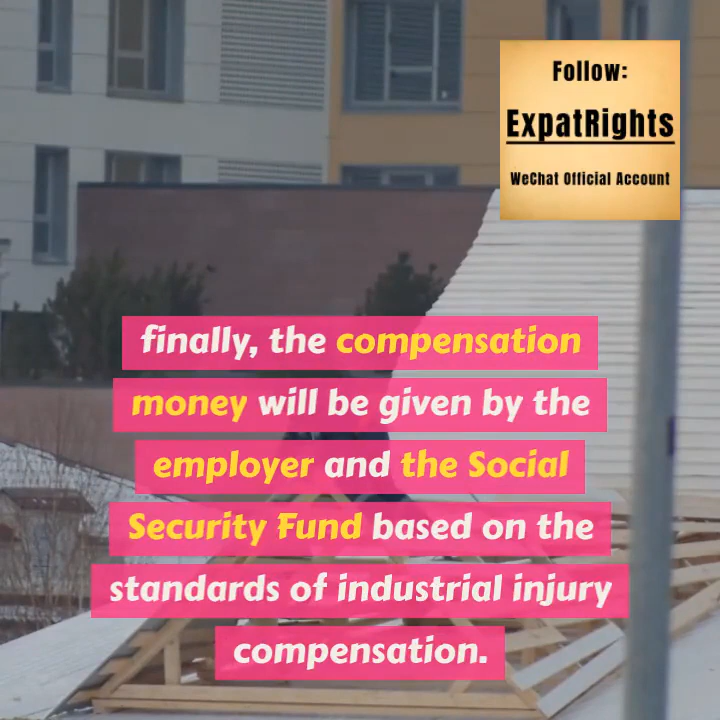 Follow:
ExpatRights
WeChat Official Account
finally, the compensation
money will be given by the
employer and the Social
Security Fund based on the
standards of industrial injury
compensation.